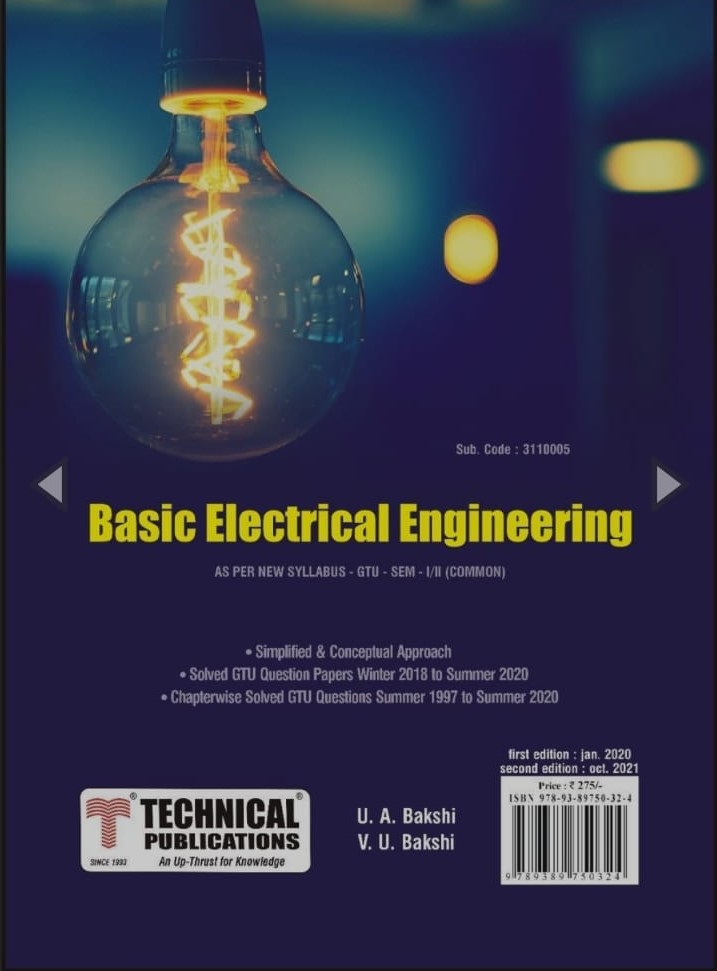 Sub. Code : 3110005
Basic Electrical Engineering
AS PER NEW SYLLABUS - GTU - SEM - I/II (COMMON)
• Simplified & Conceptual Approach
• Solved GTU Question Papers Winter 2018 to Summer 2020
• Chapterwise Solved GTU Questions Summer 1997 to Summer 2020
first edition : jan. 2020
second edition : oct. 2021
Price : ₹ 275/-
ISBN 978-93-89750-32-4
9 789389 750324
® TECHNICAL®
PUBLICATIONS
SINCE 1993 An Up-Thrust for Knowledge
U. A. Bakshi
V. U. Bakshi